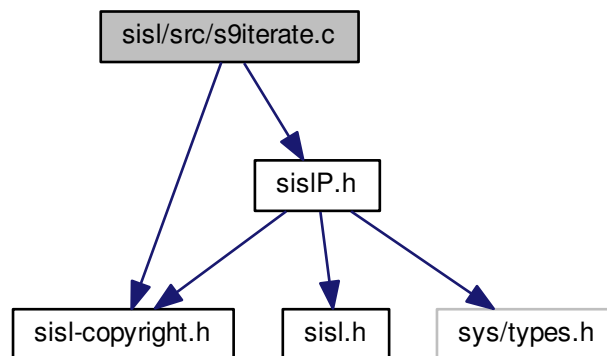 sisl/src/s9iterate.c
sislP.h
sisl-copyright.h
sisl.h
sys/types.h